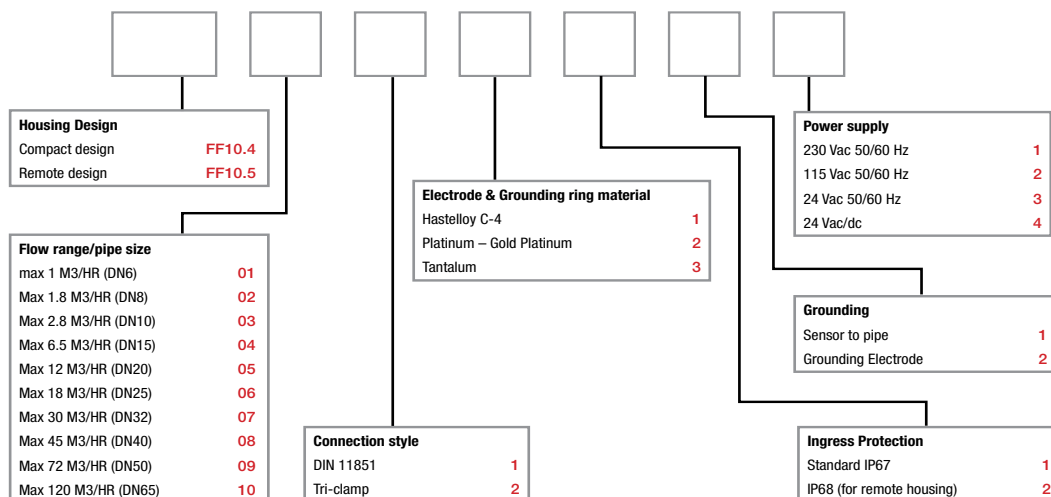 Housing Design
Compact design FF10.4
Remote design FF10.5
Flow range/pipe size
max 1 M3/HR (DN6) 01
Max 1.8 M3/HR (DN8) 02
Max 2.8 M3/HR (DN10) 03
Max 6.5 M3/HR (DN15) 04
Max 12 M3/HR (DN20) 05
Max 18 M3/HR (DN25) 06
Max 30 M3/HR (DN32) 07
Max 45 M3/HR (DN40) 08
Max 72 M3/HR (DN50) 09
Max 120 M3/HR (DN65) 10
Connection style
DIN 11851 1
Tri-clamp 2
Electrode & Grounding ring material
Hastelloy C-4 1
Platinum – Gold Platinum 2
Tantalum 3
Power supply
230 Vac 50/60 Hz 1
115 Vac 50/60 Hz 2
24 Vac 50/60 Hz 3
24 Vac/dc 4
Grounding
Sensor to pipe 1
Grounding Electrode 2
Ingress Protection
Standard IP67 1
IP68 (for remote housing) 2